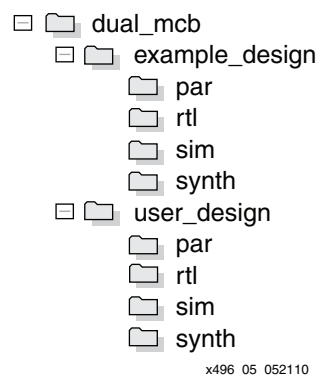 dual_mcb
example_design
par
rtl
sim
synth
user_design
par
rtl
sim
synth
x496_05_052110